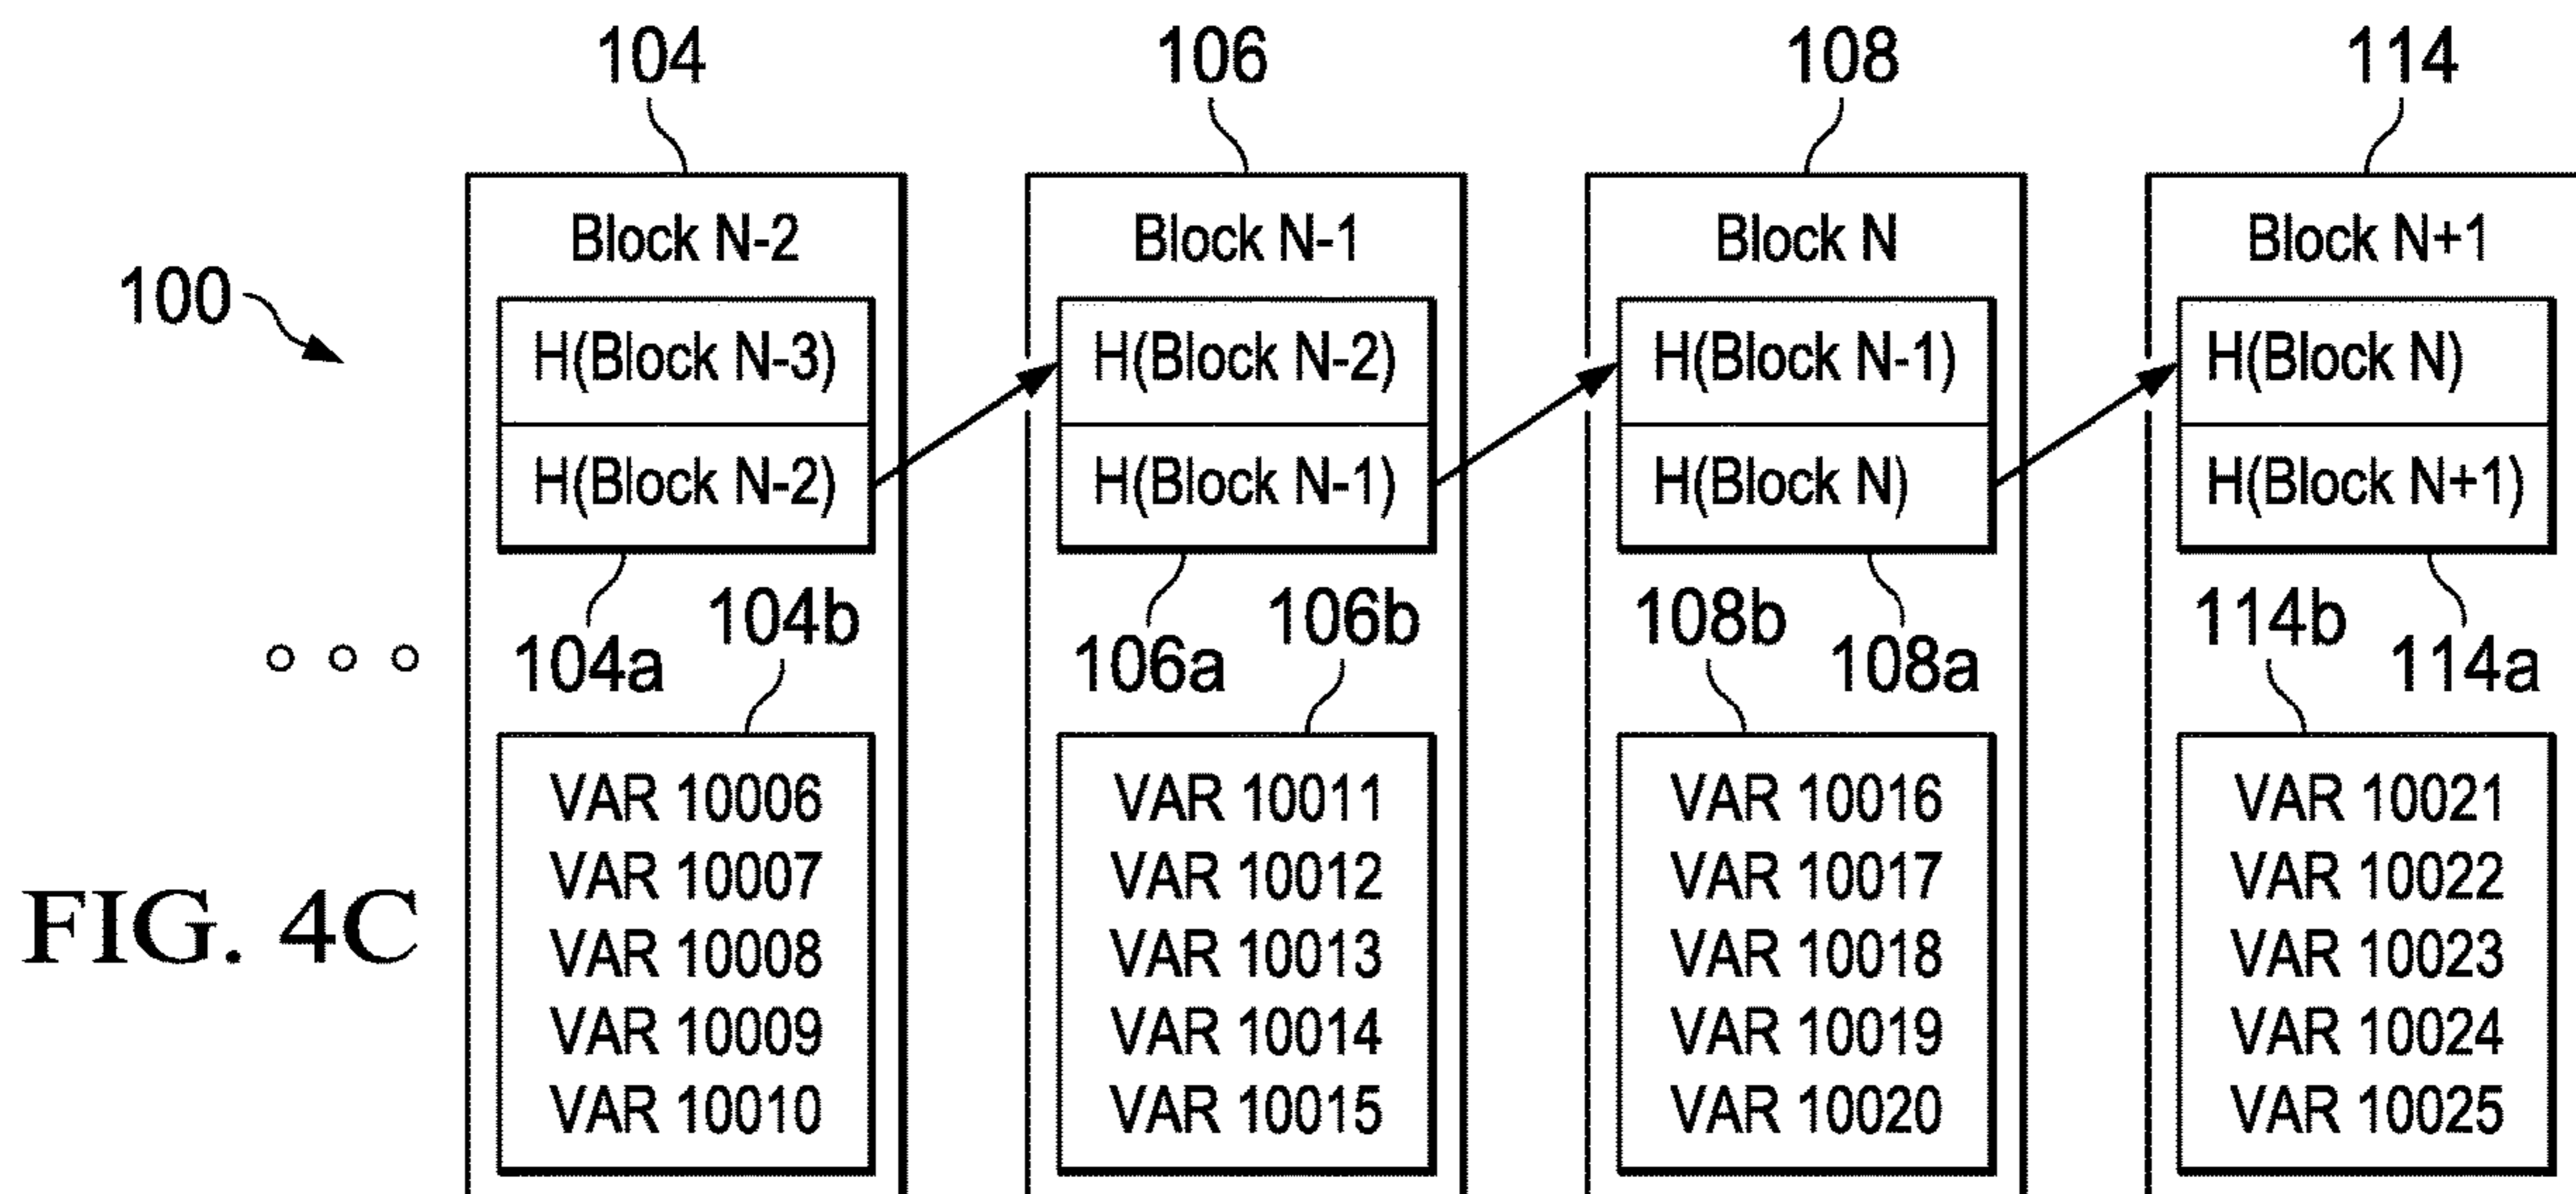 104
106
108
114
100
Block N-2
H(Block N-3)
H(Block N-2)
104a
104b
VAR 10006
VAR 10007
VAR 10008
VAR 10009
VAR 10010
Block N-1
H(Block N-2)
H(Block N-1)
106a
106b
VAR 10011
VAR 10012
VAR 10013
VAR 10014
VAR 10015
Block N
H(Block N-1)
H(Block N)
108b
108a
VAR 10016
VAR 10017
VAR 10018
VAR 10019
VAR 10020
Block N+1
H(Block N)
H(Block N+1)
114b
114a
VAR 10021
VAR 10022
VAR 10023
VAR 10024
VAR 10025
FIG. 4C